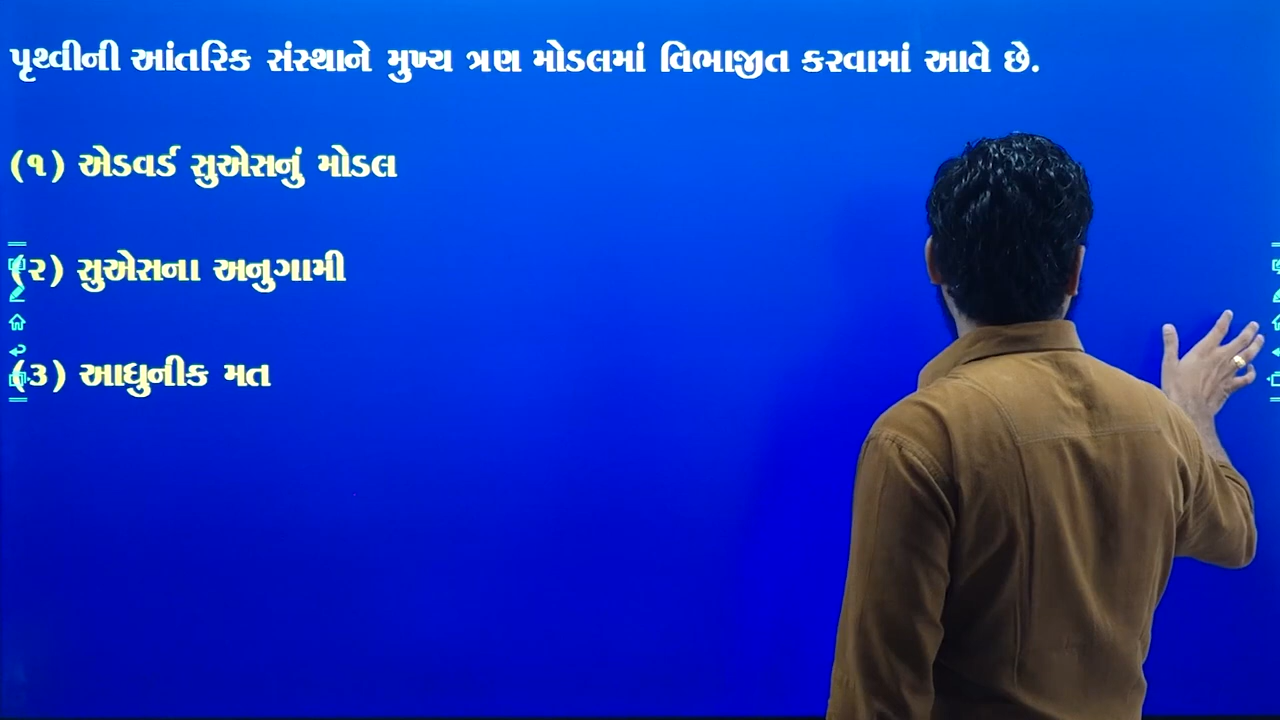 પૃથ્વીની આંતરિક સંસ્થાને મુખ્ય ત્રણ મોડલમાં વિભાજીત કરવામાં આવે છે.
(૧) એડવર્ડ સુએસનું મોડલ
(૨) સુએસના અનુગામી
(૩) આધુનીક મત